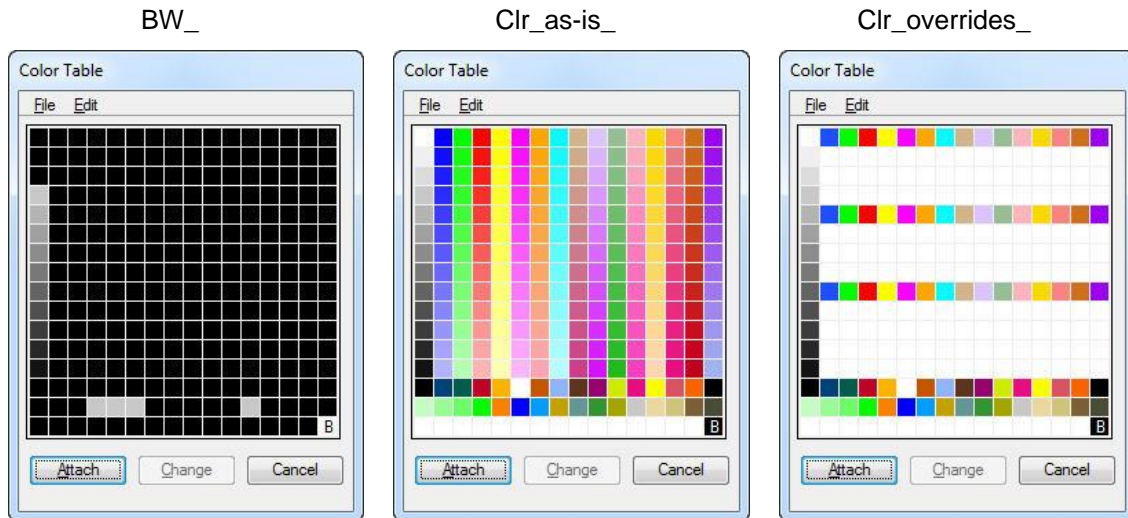 BW_ Clr_as-is_ Clr_overrides_
Color Table Color Table Color Table
File Edit File Edit File Edit
B B B
Attach Change Cancel Attach Change Cancel Attach Change Cancel